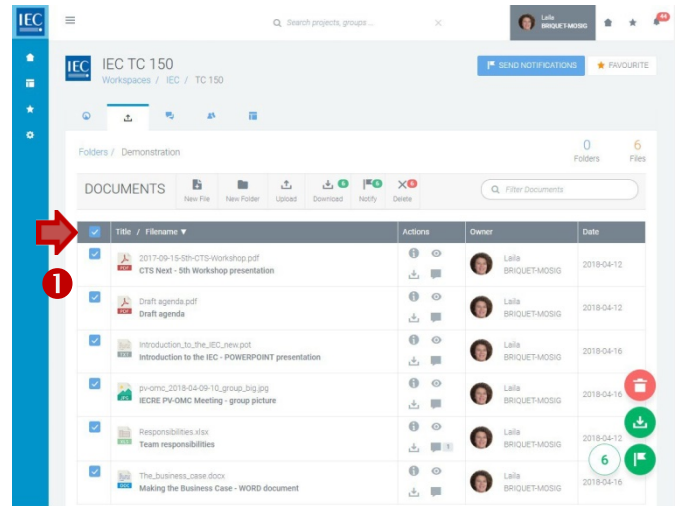 IEC
Search projects, groups ...
Laila
BRIQUET-MOSIG
44
IEC
IEC TC 150
Workspaces / IEC / TC 150
SEND NOTIFICATIONS
FAVOURITE
Folders / Demonstration
0
Folders
6
Files
DOCUMENTS
New File
New Folder
Upload
Download
6
Notify
6
Delete
6
Filter Documents
Title / Filename ▼
Actions
Owner
Date
1
2017-09-15-5th-CTS-Workshop.pdf
CTS Next - 5th Workshop presentation
PDF
Laila
BRIQUET-MOSIG
2018-04-12
Draft agenda.pdf
Draft agenda
PDF
Laila
BRIQUET-MOSIG
2018-04-12
Introduction_to_the_IEC_new.pot
Introduction to the IEC - POWERPOINT presentation
TXT
Laila
BRIQUET-MOSIG
2018-04-16
pv-omc_2018-04-09-10_group_big.jpg
IECRE PV-OMC Meeting - group picture
JPG
Laila
BRIQUET-MOSIG
2018-04-16
Responsibilities.xlsx
Team responsibilities
1
Laila
BRIQUET-MOSIG
2018-04-12
The_business_case.docx
Making the Business Case - WORD document
DOC
Laila
BRIQUET-MOSIG
2018-04-16
6